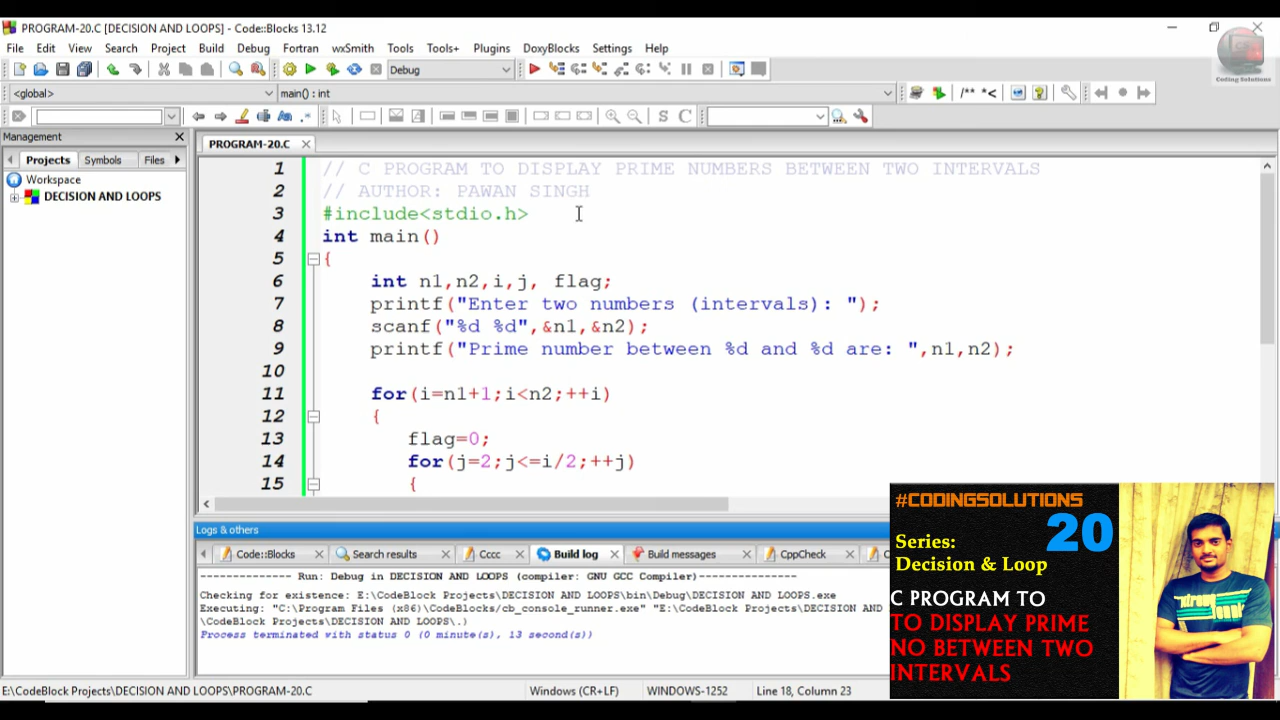 PROGRAM-20.C [DECISION AND LOOPS] - Code::Blocks 13.12
File Edit View Search Project Build Debug Fortran wxSmith Tools Tools+ Plugins DoxyBlocks Settings Help
Coding Solutions
Debug
<global> main() : int /** *<
S C
Management
PROGRAM-20.C
Projects Symbols Files
Workspace
DECISION AND LOOPS
1 // C PROGRAM TO DISPLAY PRIME NUMBERS BETWEEN TWO INTERVALS
2 // AUTHOR: PAWAN SINGH
3 #include<stdio.h>
4 int main()
5 {
6 int n1,n2,i,j, flag;
7 printf("Enter two numbers (intervals): ");
8 scanf("%d %d",&n1,&n2);
9 printf("Prime number between %d and %d are: ",n1,n2);
10
11 for(i=n1+1;i<n2;++i)
12 {
13 flag=0;
14 for(j=2;j<=i/2;++j)
15 {
Logs & others
Code::Blocks Search results Cccc Build log Build messages CppCheck
-------------- Run: Debug in DECISION AND LOOPS (compiler: GNU GCC Compiler)---------------
Checking for existence: E:\CodeBlock Projects\DECISION AND LOOPS\bin\Debug\DECISION AND LOOPS.exe
Executing: "C:\Program Files (x86)\CodeBlocks/cb_console_runner.exe" "E:\CodeBlock Projects\DECISION AND
\CodeBlock Projects\DECISION AND LOOPS\.)
Process terminated with status 0 (0 minute(s), 13 second(s))
#CODINGSOLUTIONS
20
Series:
Decision & Loop
C PROGRAM TO
TO DISPLAY PRIME
NO BETWEEN TWO
INTERVALS
E:\CodeBlock Projects\DECISION AND LOOPS\PROGRAM-20.C Windows (CR+LF) WINDOWS-1252 Line 18, Column 23